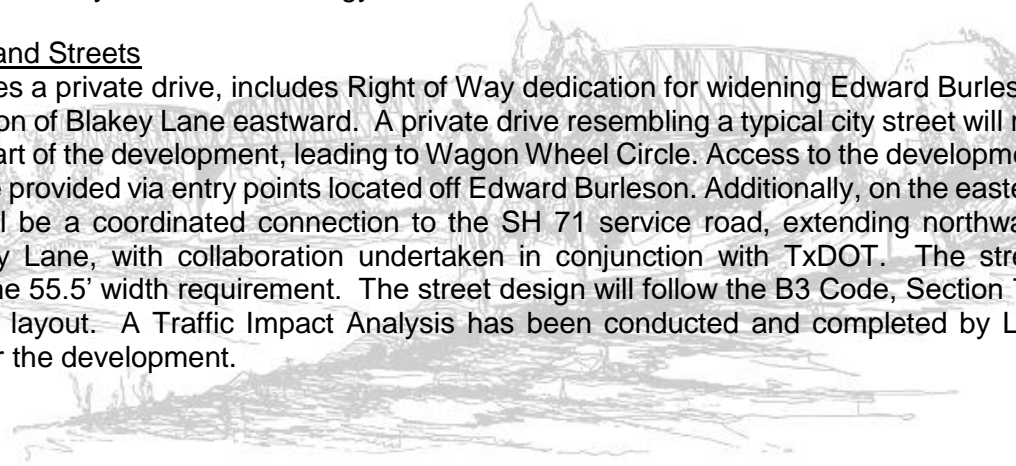 and Streets
es a private drive, includes Right of Way dedication for widening Edward Burles
on of Blakey Lane eastward. A private drive resembling a typical city street will
art of the development, leading to Wagon Wheel Circle. Access to the developme
provided via entry points located off Edward Burleson. Additionally, on the easte
l be a coordinated connection to the SH 71 service road, extending northwa
y Lane, with collaboration undertaken in conjunction with TxDOT. The stre
ne 55.5’ width requirement. The street design will follow the B3 Code, Section
layout. A Traffic Impact Analysis has been conducted and completed by L
r the development.